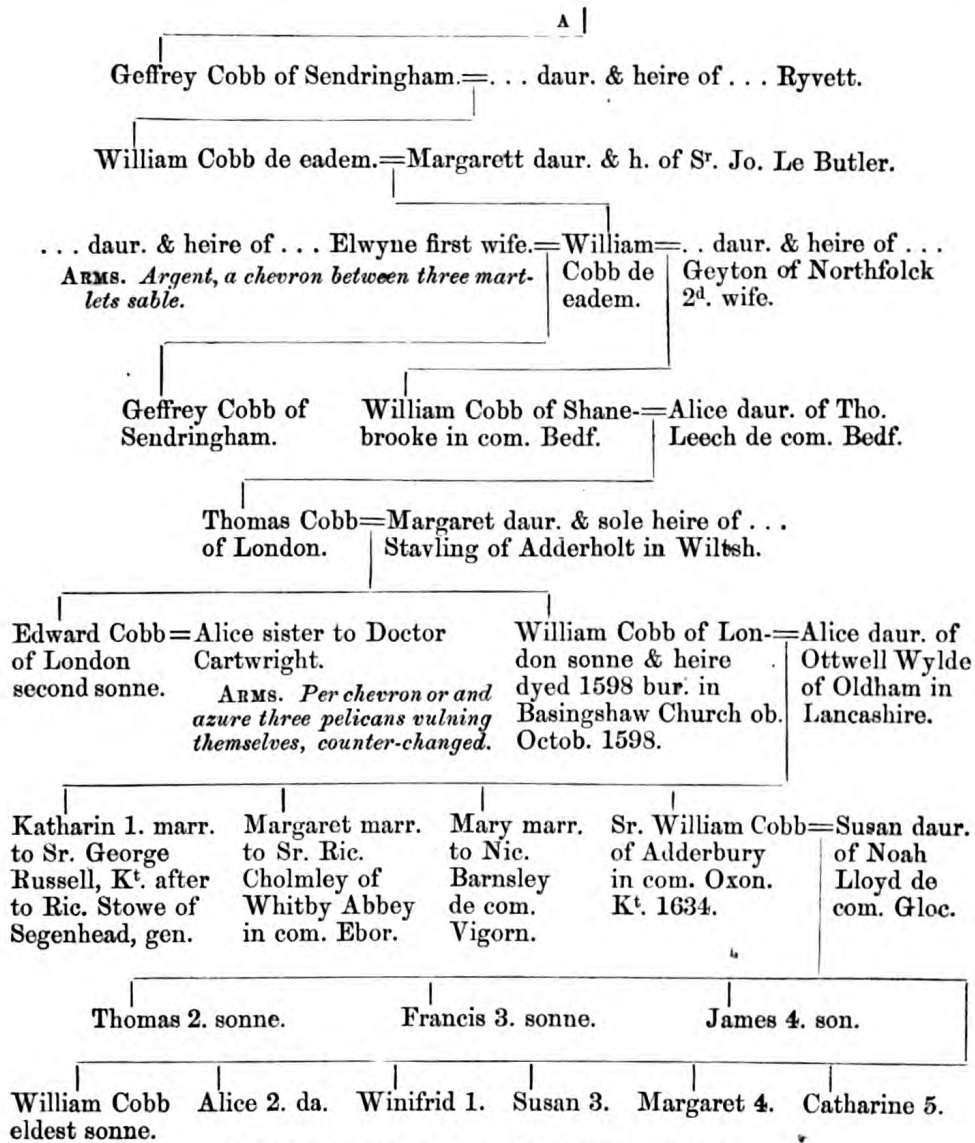 A
Geffrey Cobb of Sendringham.=. . . daur. & heire of . . . Ryvett.
William Cobb de eadem.=Margarett daur. & h. of Sʳ. Jo. Le Butler.
. . . daur. & heire of . . . Elwyne first wife.=
ARMS. Argent, a chevron between three mart-
lets sable.
William=
Cobb de
eadem.
. . daur. & heire of . . .
Geyton of Northfolck
2ᵈ. wife.
Geffrey Cobb of
Sendringham.
William Cobb of Shane-=
brooke in com. Bedf.
Alice daur. of Tho.
Leech de com. Bedf.
Thomas Cobb=
of London.
Margaret daur. & sole heire of . . .
Stavling of Adderholt in Wiltsh.
Edward Cobb=
of London
second sonne.
Alice sister to Doctor
Cartwright.
ARMS. Per chevron or and
azure three pelicans vulning
themselves, counter-changed.
William Cobb of Lon-=
don sonne & heire
dyed 1598 bur. in
Basingshaw Church ob.
Octob. 1598.
Alice daur. of
Ottwell Wylde
of Oldham in
Lancashire.
Katharin 1. marr.
to Sr. George
Russell, Kᵗ. after
to Ric. Stowe of
Segenhead, gen.
Margaret marr.
to Sr. Ric.
Cholmley of
Whitby Abbey
in com. Ebor.
Mary marr.
to Nic.
Barnsley
de com.
Vigorn.
Sr. William Cobb=
of Adderbury
in com. Oxon.
Kᵗ. 1634.
Susan daur.
of Noah
Lloyd de
com. Gloc.
Thomas 2. sonne.
Francis 3. sonne.
James 4. son.
William Cobb
eldest sonne.
Alice 2. da.
Winifrid 1.
Susan 3.
Margaret 4.
Catharine 5.